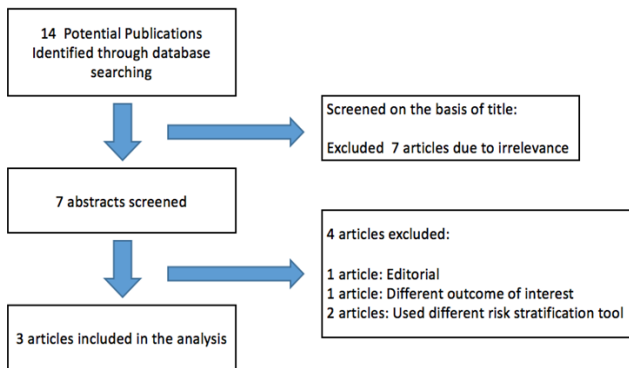 14 Potential Publications
Identified through database
searching
Screened on the basis of title:
Excluded 7 articles due to irrelevance
7 abstracts screened
4 articles excluded:
1 article: Editorial
1 article: Different outcome of interest
2 articles: Used different risk stratification tool
3 articles included in the analysis